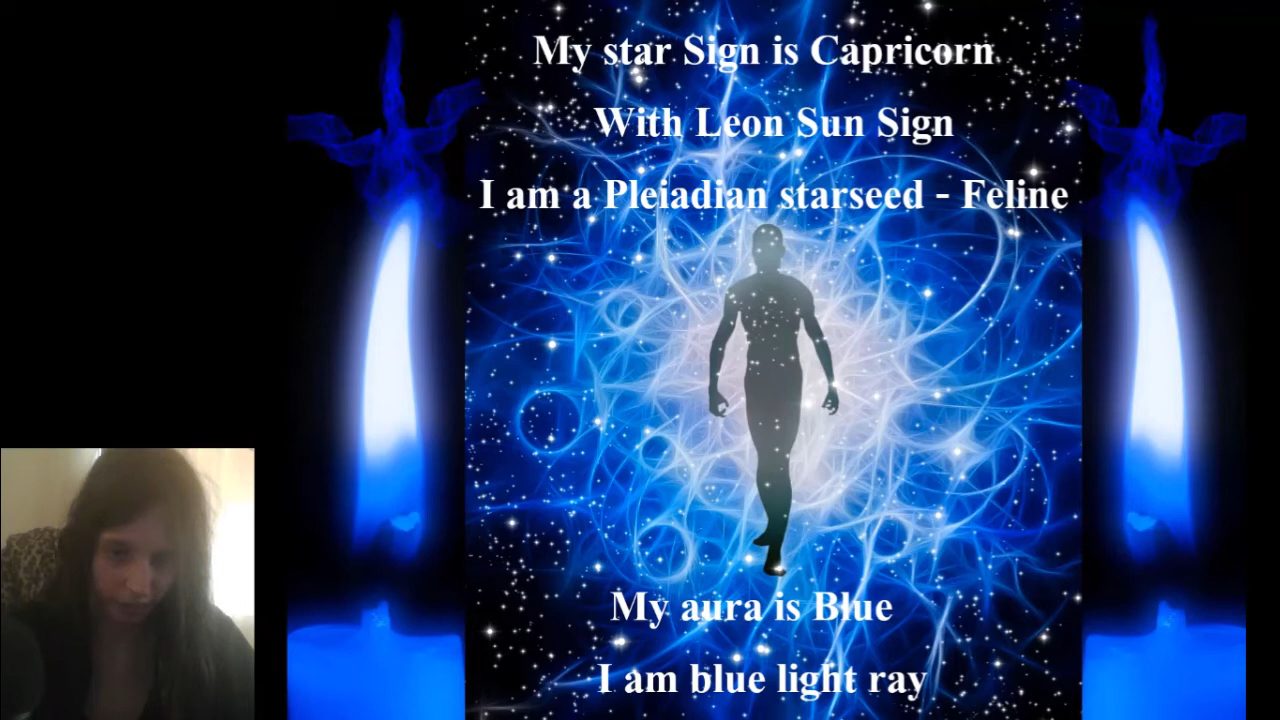 My star Sign is Capricorn
With Leon Sun Sign
I am a Pleiadian starseed - Feline
My aura is Blue
I am blue light ray